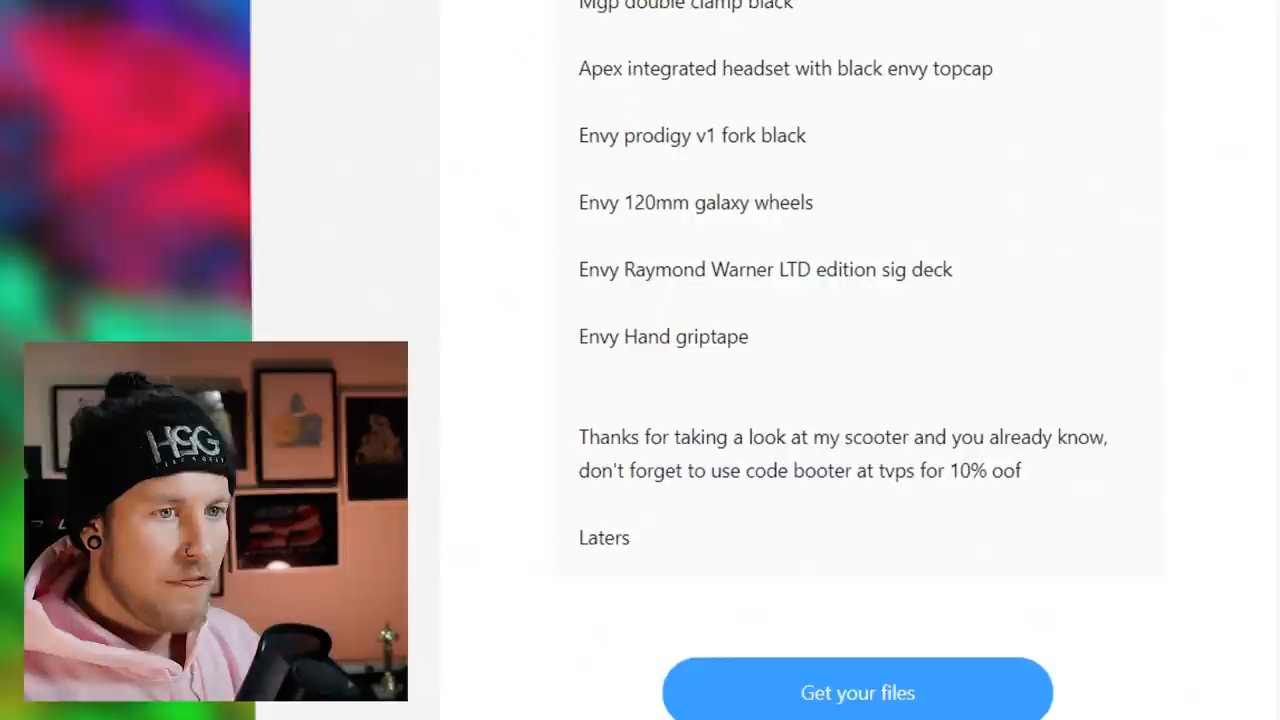 Mgp double clamp black
Apex integrated headset with black envy topcap
Envy prodigy v1 fork black
Envy 120mm galaxy wheels
Envy Raymond Warner LTD edition sig deck
Envy Hand griptape
Thanks for taking a look at my scooter and you already know,
don't forget to use code booter at tvps for 10% oof
Laters
HSG
Get your files